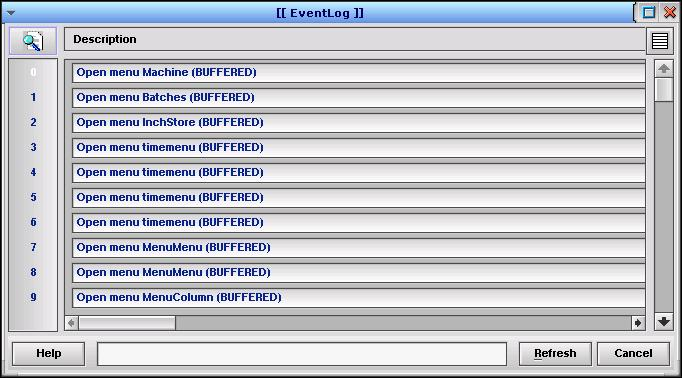 [[ EventLog ]]
Description
0 Open menu Machine (BUFFERED)
1 Open menu Batches (BUFFERED)
2 Open menu InchStore (BUFFERED)
3 Open menu timemenu (BUFFERED)
4 Open menu timemenu (BUFFERED)
5 Open menu timemenu (BUFFERED)
6 Open menu timemenu (BUFFERED)
7 Open menu MenuMenu (BUFFERED)
8 Open menu MenuMenu (BUFFERED)
9 Open menu MenuColumn (BUFFERED)
Help Refresh Cancel